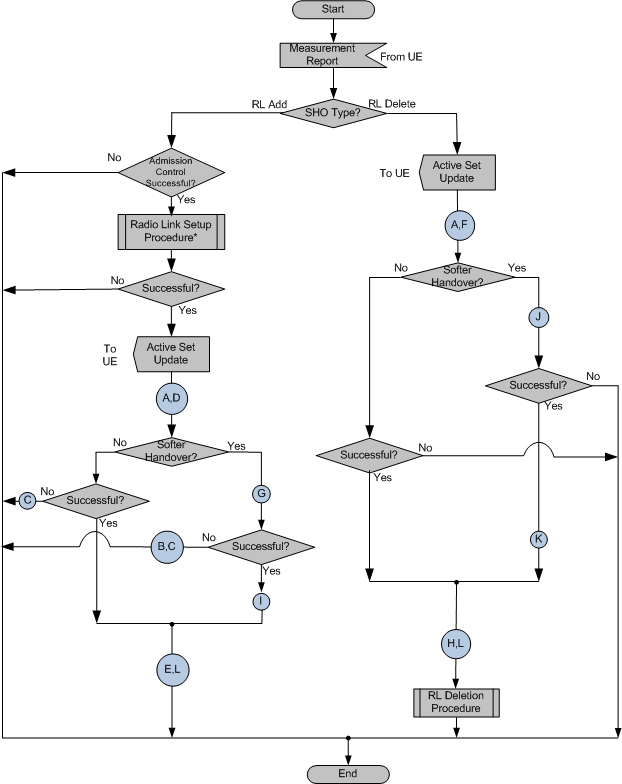 Start
Measurement
Report
From UE
RL Add
SHO Type?
RL Delete
No
Admission
Control
Successful?
Yes
To UE
Active Set
Update
Radio Link Setup
Procedure*
A,F
No
Softer
Handover?
Yes
No
Successful?
Yes
J
To
UE
Active Set
Update
Successful?
No
Yes
A,D
No
Softer
Handover?
Yes
Successful?
No
Yes
C
No
Successful?
Yes
G
B,C
No
Successful?
Yes
K
I
E,L
H,L
RL Deletion
Procedure
End